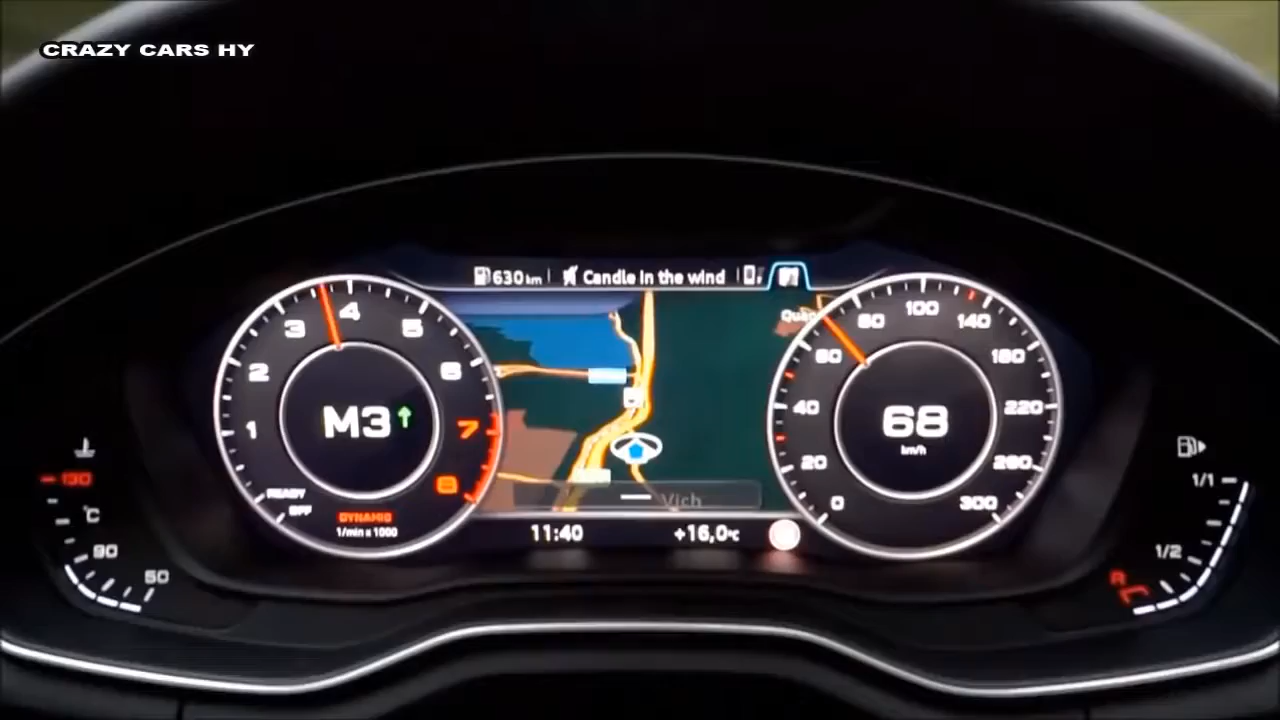 CRAZY CARS HY
630 km
Candle in the wind
1
2
3
4
5
6
7
8
M3
READY
OFF
DYNAMIC
1/min x 1000
0
20
40
60
80
100
140
180
220
260
300
68
km/h
Vich
11:40
+16,0°C
130
°C
90
50
1/1
1/2
R